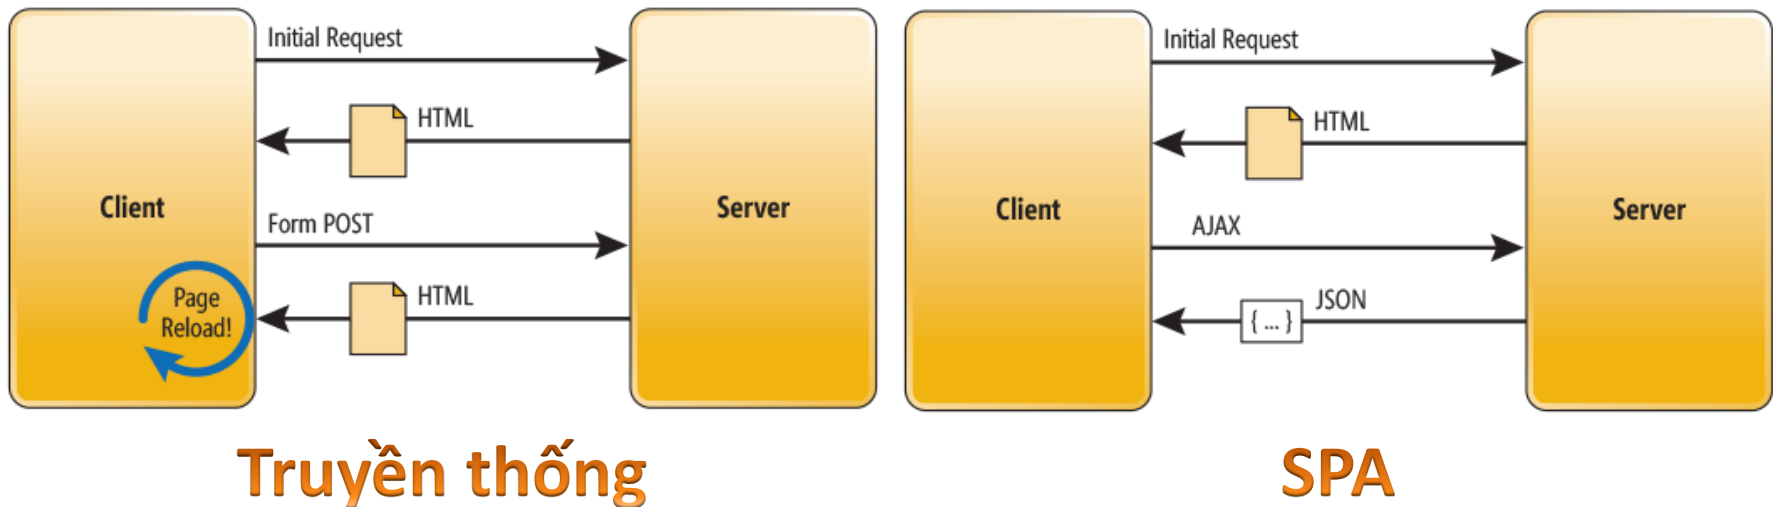 Initial Request
HTML
Client
Server
Form POST
Page
Reload!
HTML
Truyền thống
Initial Request
HTML
Client
Server
AJAX
JSON
{ ... }
SPA